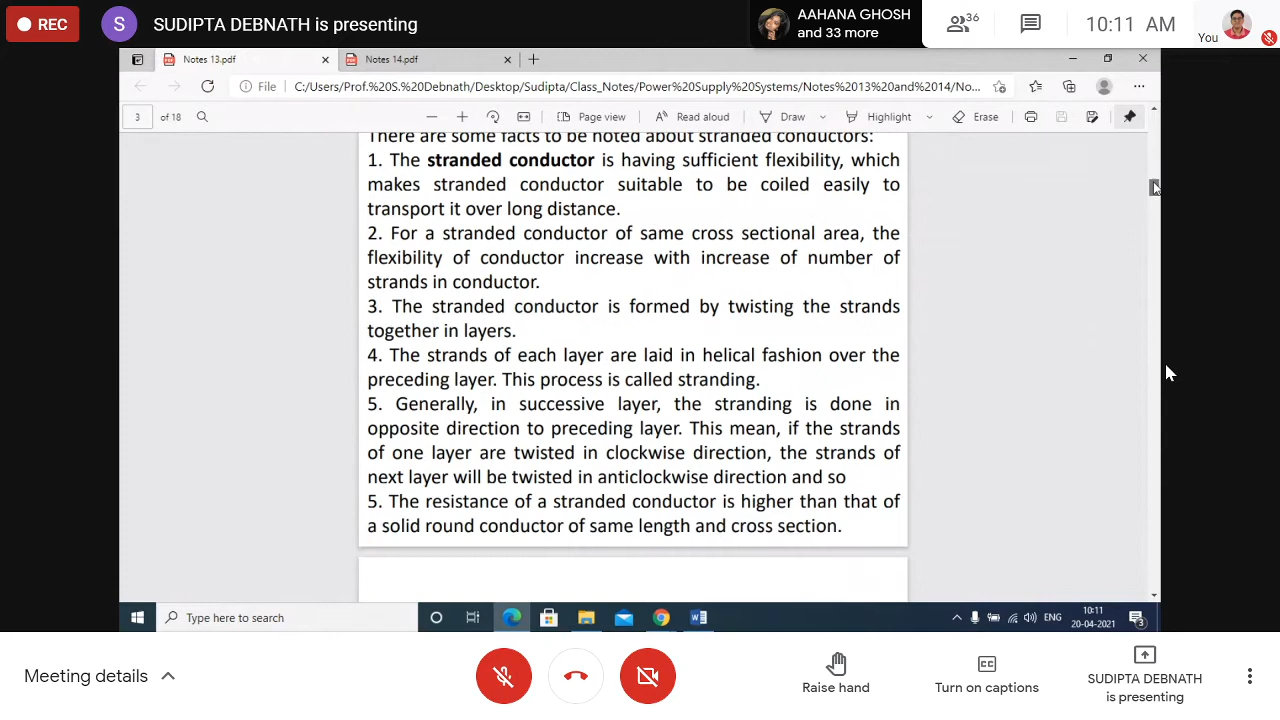 REC
S
SUDIPTA DEBNATH is presenting
AAHANA GHOSH
and 33 more
36
10:11 AM
You
Notes 13.pdf
Notes 14.pdf
File
C:/Users/Prof.%20S.%20Debnath/Desktop/Sudipta/Class_Notes/Power%20Supply%20Systems/Notes%2013%20and%2014/No...
3 of 18
Page view
Read aloud
Draw
Highlight
Erase
There are some facts to be noted about stranded conductors:
1. The stranded conductor is having sufficient flexibility, which
makes stranded conductor suitable to be coiled easily to
transport it over long distance.
2. For a stranded conductor of same cross sectional area, the
flexibility of conductor increase with increase of number of
strands in conductor.
3. The stranded conductor is formed by twisting the strands
together in layers.
4. The strands of each layer are laid in helical fashion over the
preceding layer. This process is called stranding.
5. Generally, in successive layer, the stranding is done in
opposite direction to preceding layer. This mean, if the strands
of one layer are twisted in clockwise direction, the strands of
next layer will be twisted in anticlockwise direction and so
5. The resistance of a stranded conductor is higher than that of
a solid round conductor of same length and cross section.
Type here to search
ENG
10:11
20-04-2021
3
Meeting details
Raise hand
CC
Turn on captions
SUDIPTA DEBNATH
is presenting